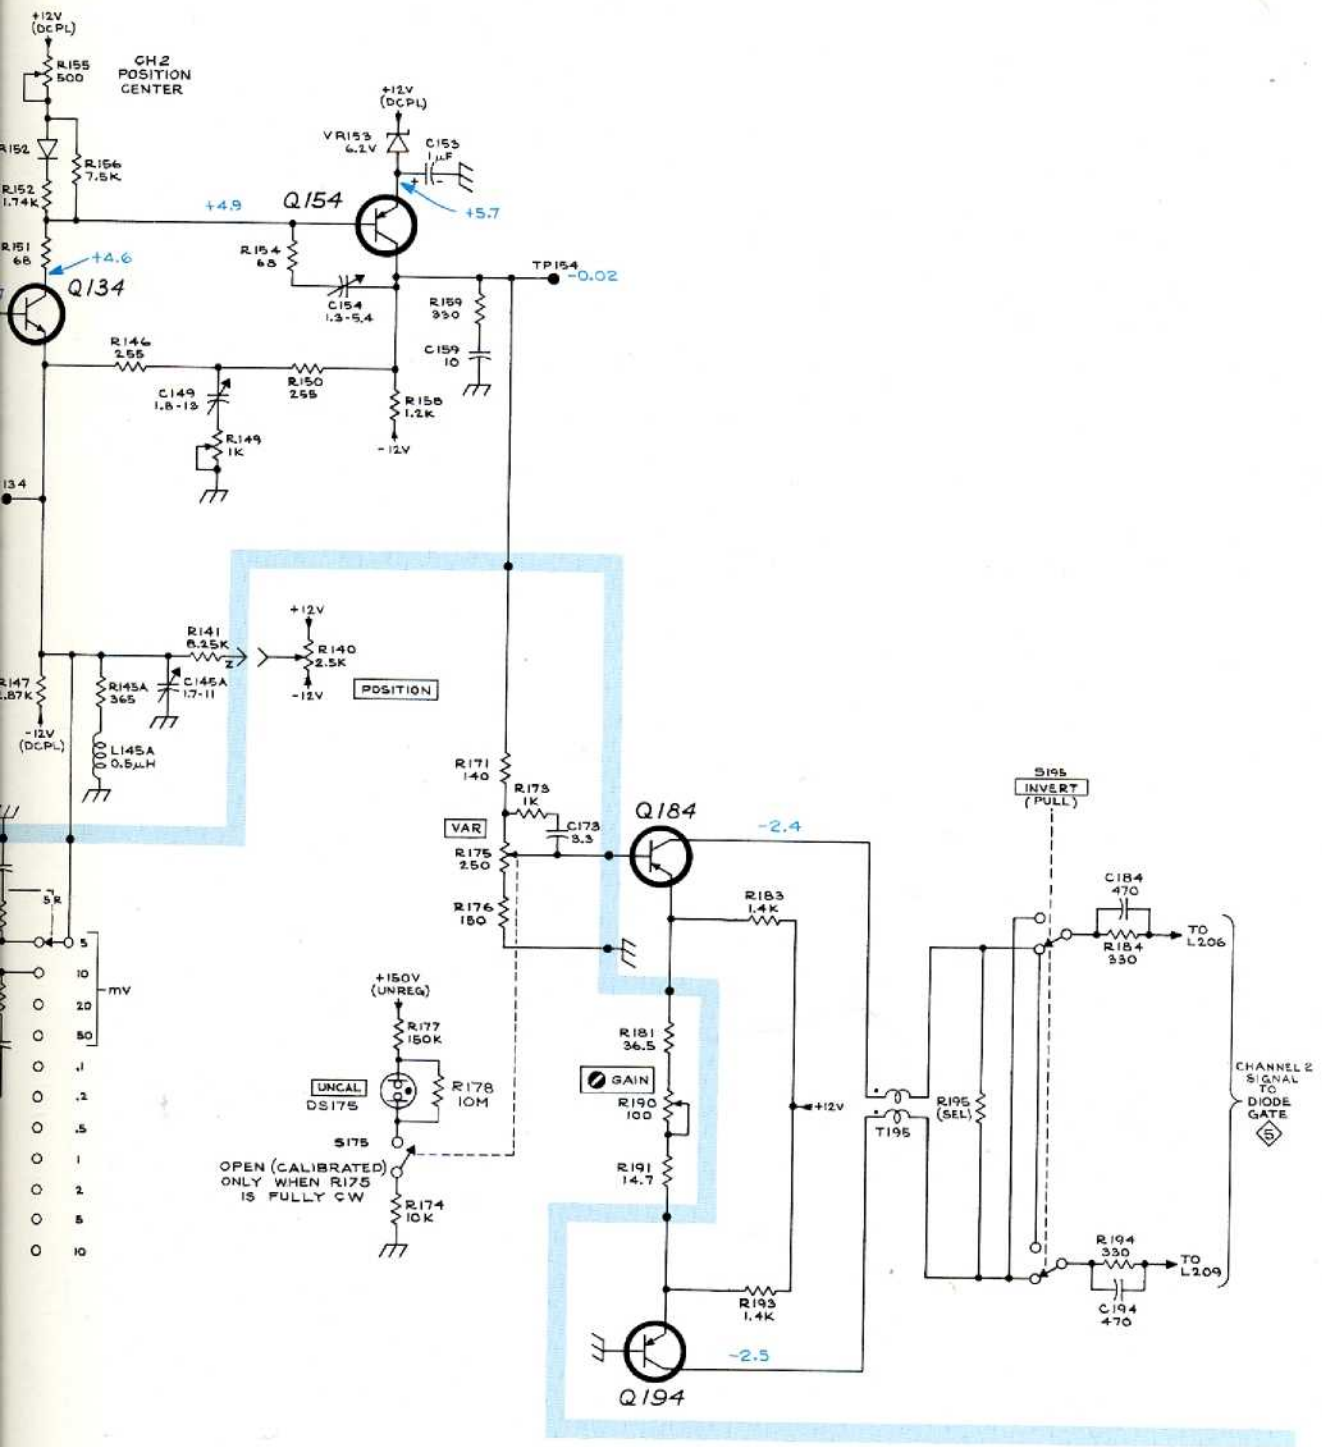 +12V
(DCPL)
R155
500
CH2
POSITION
CENTER
R152
1.74K
R156
7.5K
R151
68
+4.6
Q134
+4.9
Q154
+12V
(DCPL)
VR153
6.2V
C153
1µF
+ -
+5.7
R154
68
C154
1.3-5.4
TP154
-0.02
R159
330
C159
10
R146
255
R150
255
C149
1.8-13
R149
1K
R158
1.2K
-12V
134
R141
8.25K
Z
+12V
R140
2.5K
-12V
POSITION
R147
.87K
-12V
(DCPL)
R145A
365
C145A
1.7-11
L145A
0.5µH
R171
140
R173
1K
C173
3.3
VAR
R175
250
R176
150
Q184
-2.4
R183
1.4K
S195
INVERT
(PULL)
C184
470
R184
330
TO
L206
5
10
20
50
mV
.1
.2
.5
1
2
5
10
+150V
(UNREG)
R177
150K
UNCAL
DS175
R178
10M
S175
OPEN (CALIBRATED)
ONLY WHEN R175
IS FULLY CW
R174
10K
R181
36.5
GAIN
R190
100
R191
14.7
+12V
T195
R195
(SEL)
CHANNEL 2
SIGNAL
TO
DIODE
GATE
5
R193
1.4K
R194
330
C194
470
TO
L209
-2.5
Q194